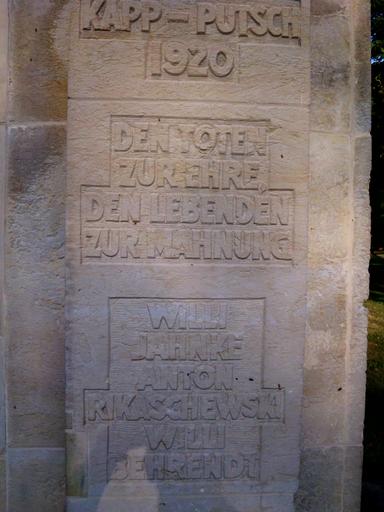 KAPP-PUTSCH
1920
DEN TOTEN
ZUR EHRE,
DEN LEBENDEN
ZUR MAHNUNG
WILLI
JAHNKE
ANTON
RIKASCHEWSKI
WILLI
BEHRENDT